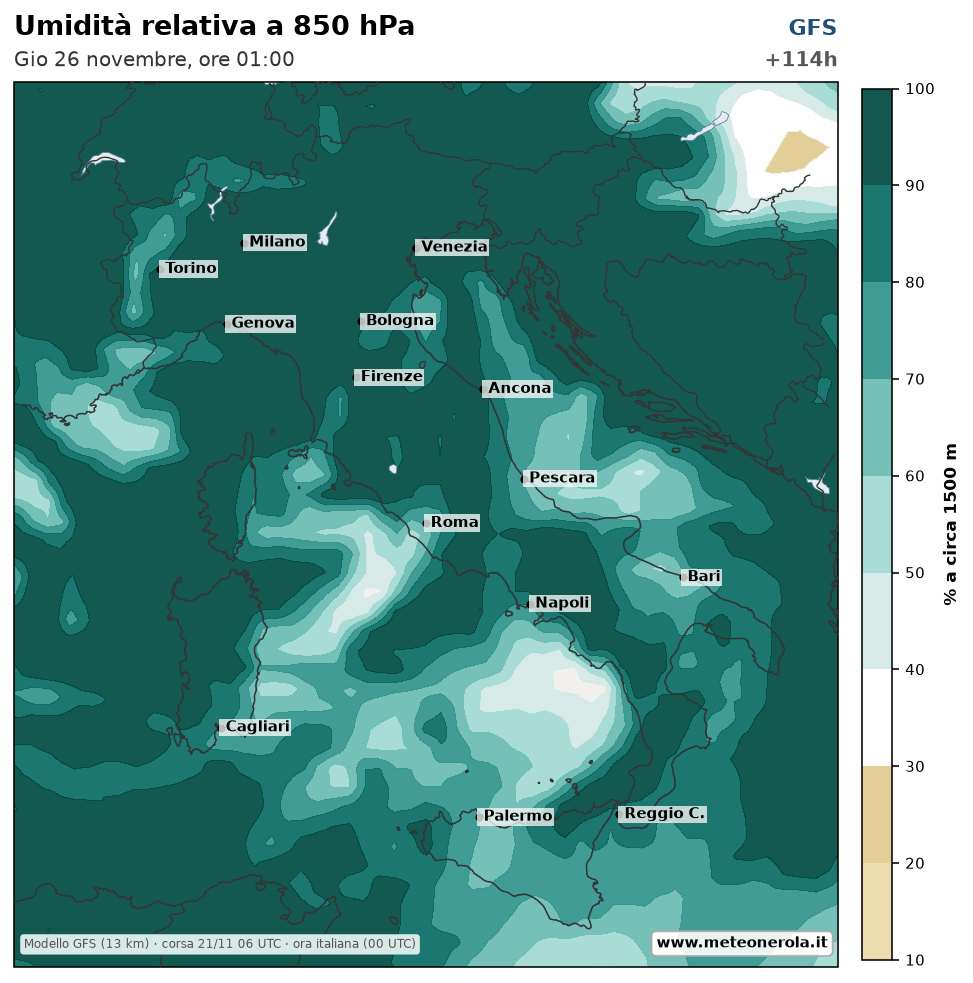 Umidità relativa a 850 hPa
GFS
Gio 26 novembre, ore 01:00
+114h
Milano
Venezia
Torino
Genova
Bologna
Firenze
Ancona
Pescara
Roma
Bari
Napoli
Cagliari
Palermo
Reggio C.
100
90
80
70
60
50
40
30
20
10
% a circa 1500 m
Modello GFS (13 km) · corsa 21/11 06 UTC · ora italiana (00 UTC)
www.meteonerola.it